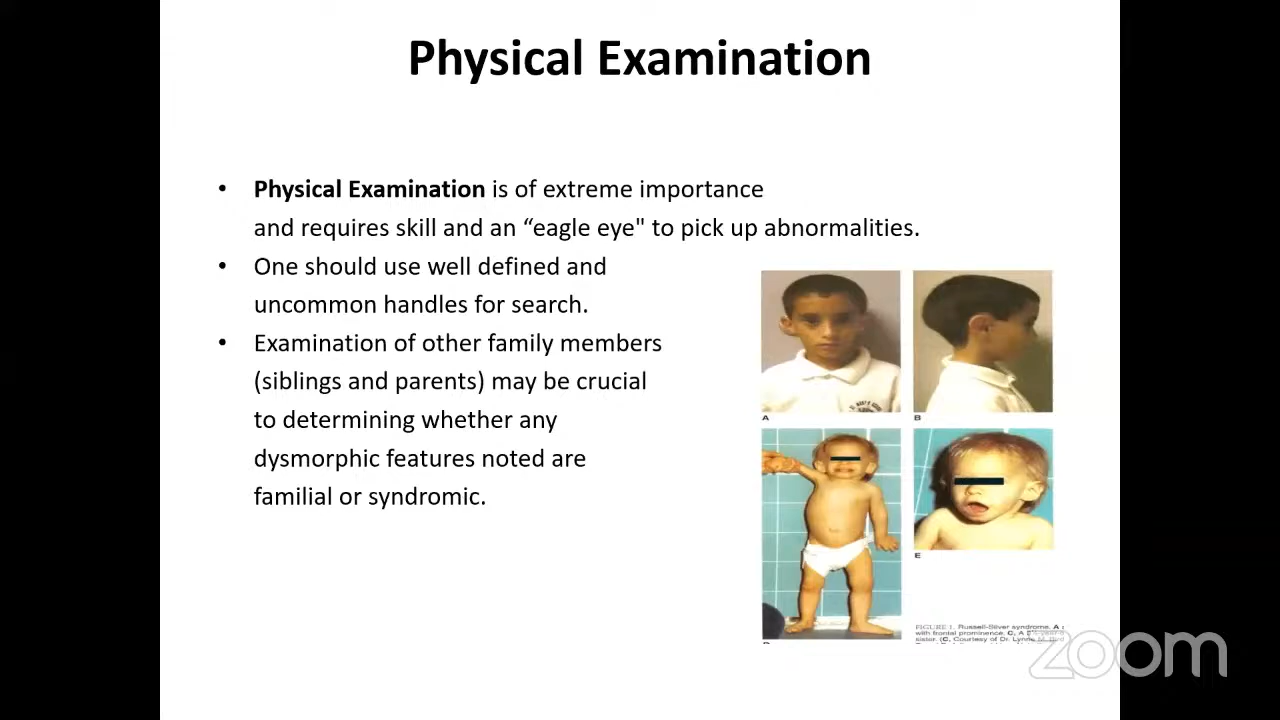 Physical Examination
• Physical Examination is of extreme importance
and requires skill and an “eagle eye" to pick up abnormalities.
• One should use well defined and
uncommon handles for search.
• Examination of other family members
(siblings and parents) may be crucial
to determining whether any
dysmorphic features noted are
familial or syndromic.
A
B
E
FIGURE 1. Russell-Silver syndrome. A
with frontal prominence. C, A
sister. (C, Courtesy of Dr. Lynne M.
zoom